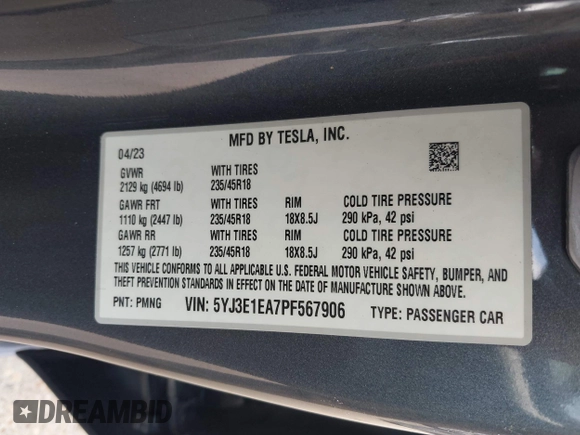 MFD BY TESLA, INC.
04/23
GVWR WITH TIRES
2129 kg (4694 lb) 235/45R18
GAWR FRT WITH TIRES RIM COLD TIRE PRESSURE
1110 kg (2447 lb) 235/45R18 18X8.5J 290 kPa, 42 psi
GAWR RR WITH TIRES RIM COLD TIRE PRESSURE
1257 kg (2771 lb) 235/45R18 18X8.5J 290 kPa, 42 psi
THIS VEHICLE CONFORMS TO ALL APPLICABLE U.S. FEDERAL MOTOR VEHICLE SAFETY, BUMPER, AND
THEFT PREVENTION STANDARDS IN EFFECT ON THE DATE OF MANUFACTURE SHOWN ABOVE.
PNT: PMNG VIN: 5YJ3E1EA7PF567906 TYPE: PASSENGER CAR
DREAMBID